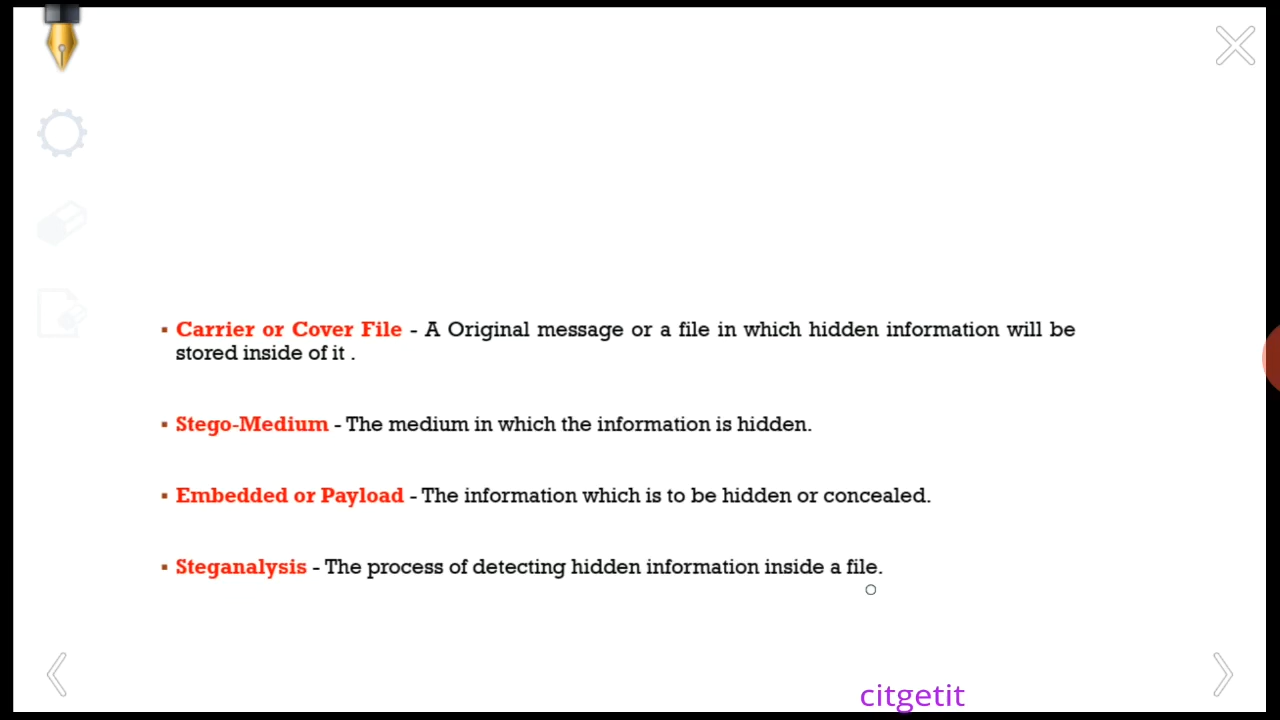 ▪ Carrier or Cover File - A Original message or a file in which hidden information will be
stored inside of it .
▪ Stego-Medium - The medium in which the information is hidden.
▪ Embedded or Payload - The information which is to be hidden or concealed.
▪ Steganalysis - The process of detecting hidden information inside a file.
citgetit